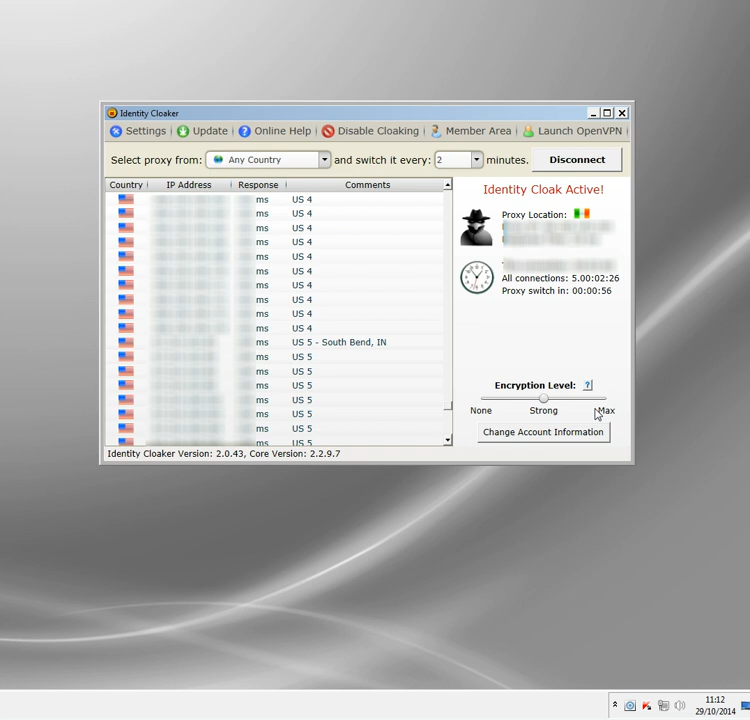 Identity Cloaker
Settings Update Online Help Disable Cloaking Member Area Launch OpenVPN
Select proxy from: Any Country and switch it every: 2 minutes. Disconnect
Country IP Address Response Comments
ms US 4
ms US 4
ms US 4
ms US 4
ms US 4
ms US 4
ms US 4
ms US 4
ms US 4
ms US 4
ms US 5 - South Bend, IN
ms US 5
ms US 5
ms US 5
ms US 5
ms US 5
ms US 5
ms US 5
Identity Cloak Active!
Proxy Location:
All connections: 5.00:02:26
Proxy switch in: 00:00:56
Encryption Level: ?
None Strong Max
Change Account Information
Identity Cloaker Version: 2.0.43, Core Version: 2.2.9.7
11:12
29/10/2014